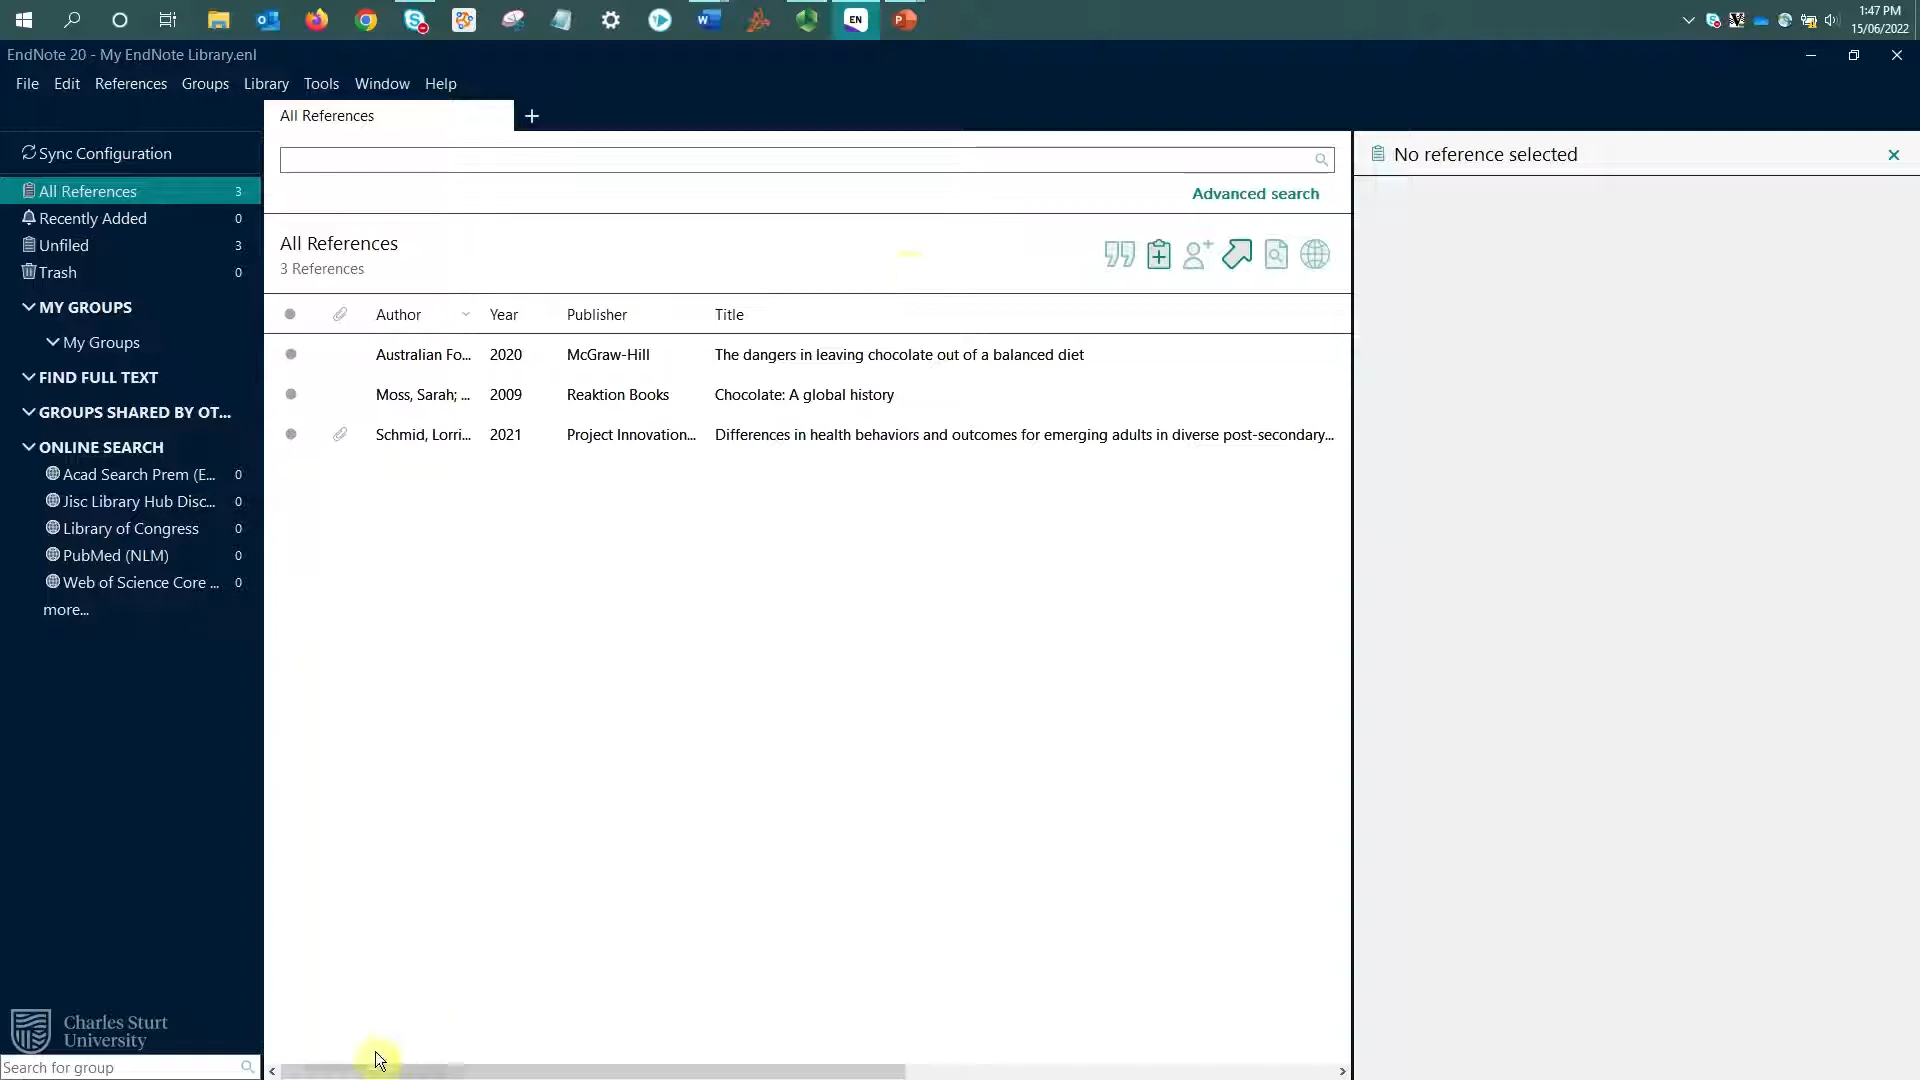 EN
1:47 PM
15/06/2022
EndNote 20 - My EndNote Library.enl
File Edit References Groups Library Tools Window Help
All References
Sync Configuration
No reference selected
All References 3
Advanced search
Recently Added 0
Unfiled 3
All References
3 References
Trash 0
MY GROUPS
Author Year Publisher Title
My Groups
Australian Fo... 2020 McGraw-Hill The dangers in leaving chocolate out of a balanced diet
FIND FULL TEXT
Moss, Sarah; ... 2009 Reaktion Books Chocolate: A global history
GROUPS SHARED BY OT...
Schmid, Lorri... 2021 Project Innovation... Differences in health behaviors and outcomes for emerging adults in diverse post-secondary...
ONLINE SEARCH
Acad Search Prem (E... 0
Jisc Library Hub Disc... 0
Library of Congress 0
PubMed (NLM) 0
Web of Science Core ... 0
more...
Charles Sturt
University
Search for group